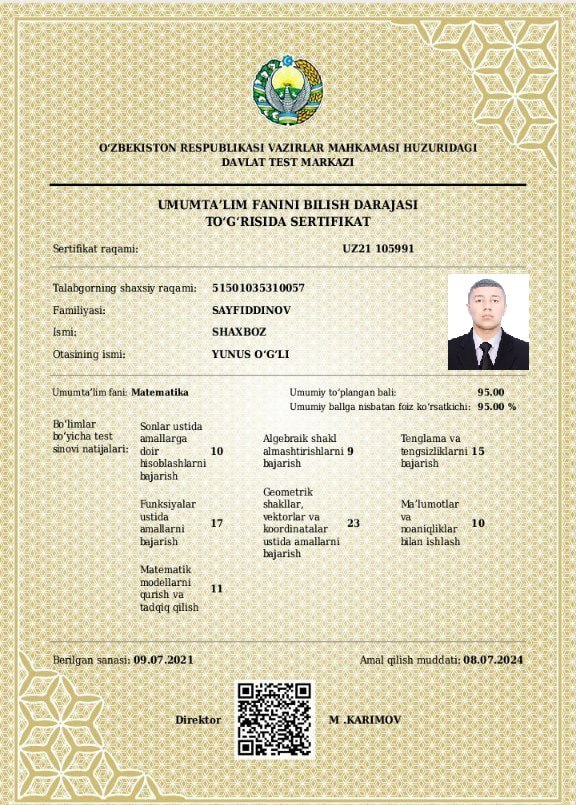 O‘ZBEKISTON RESPUBLIKASI VAZIRLAR MAHKAMASI HUZURIDAGI
DAVLAT TEST MARKAZI
UMUMTA’LIM FANINI BILISH DARAJASI
TO‘G‘RISIDA SERTIFIKAT
Sertifikat raqami: UZ21 105991
Talabgorning shaxsiy raqami: 51501035310057
Familiyasi: SAYFIDDINOV
Ismi: SHAXBOZ
Otasining ismi: YUNUS O‘G‘LI
Umumta’lim fani: Matematika
Umumiy to‘plangan bali: 95.00
Umumiy ballga nisbatan foiz ko‘rsatkichi: 95.00 %
Bo‘limlar
bo‘yicha test
sinovi natijalari:
Sonlar ustida
amallarga
doir
hisoblashlarni
bajarish
10
Algebraik shakl
almashtirishlarni
bajarish
9
Tenglama va
tengsizliklarni
bajarish
15
Funksiyalar
ustida
amallarni
bajarish
17
Geometrik
shakllar,
vektorlar va
koordinatalar
ustida amallarni
bajarish
23
Ma’lumotlar
va
noaniqliklar
bilan ishlash
10
Matematik
modellarni
qurish va
tadqiq qilish
11
Berilgan sanasi: 09.07.2021
Amal qilish muddati: 08.07.2024
Direktor M .KARIMOV